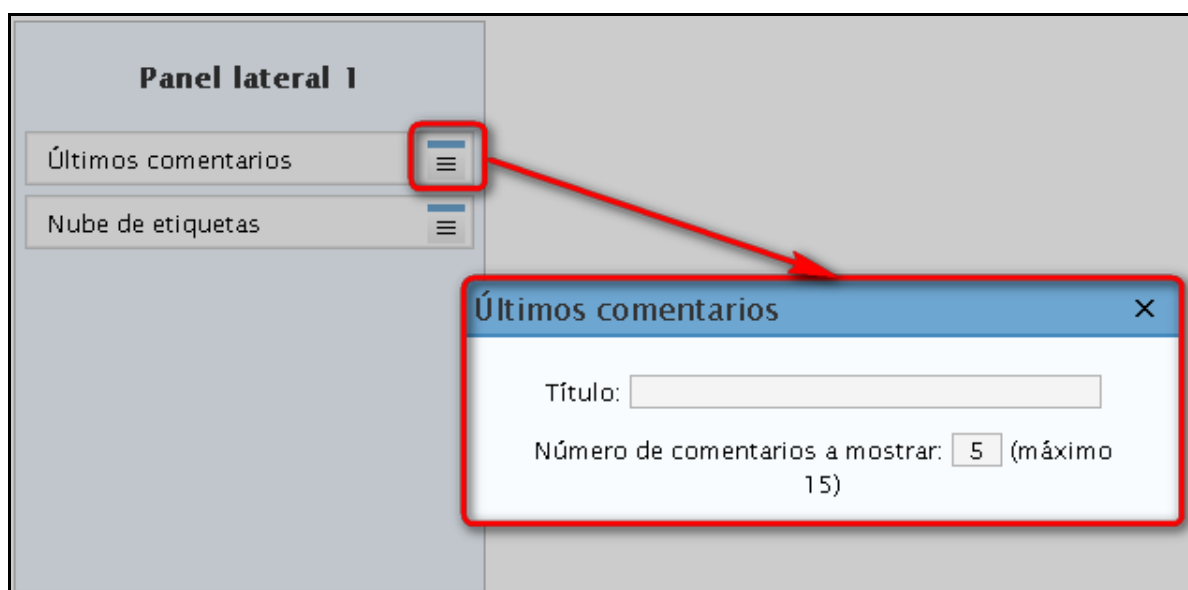 Panel lateral 1
Últimos comentarios
Nube de etiquetas
Últimos comentarios
Título:
Número de comentarios a mostrar: 5 (máximo
15)